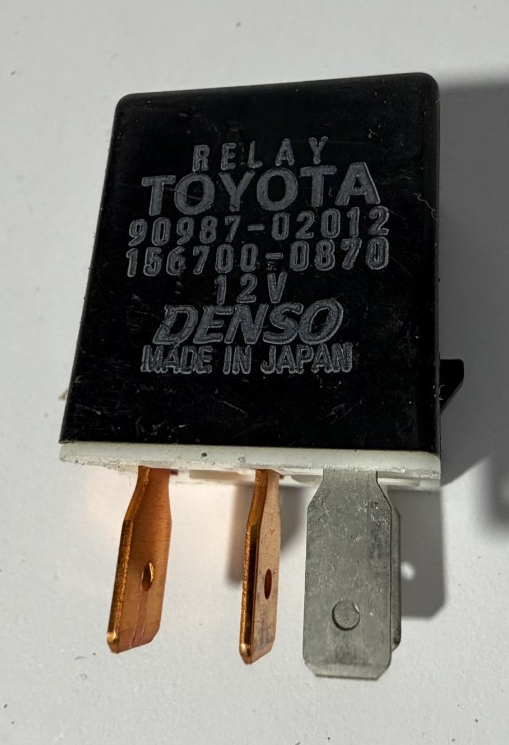 RELAY
TOYOTA
90987-02012
156700-0870
12V
DENSO
MADE IN JAPAN